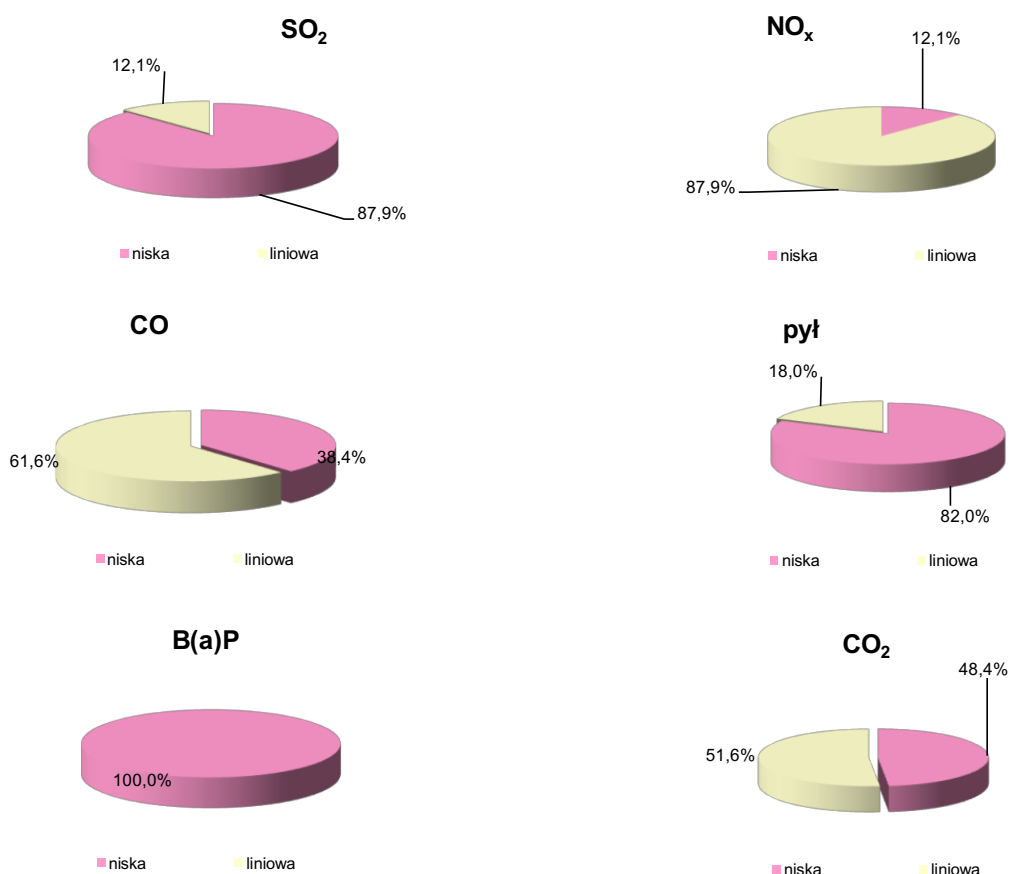 SO2
12,1%
87,9%
niska liniowa
NOx
12,1%
87,9%
niska liniowa
CO
61,6%
38,4%
niska liniowa
pył
18,0%
82,0%
niska liniowa
B(a)P
100,0%
niska liniowa
CO2
48,4%
51,6%
niska liniowa